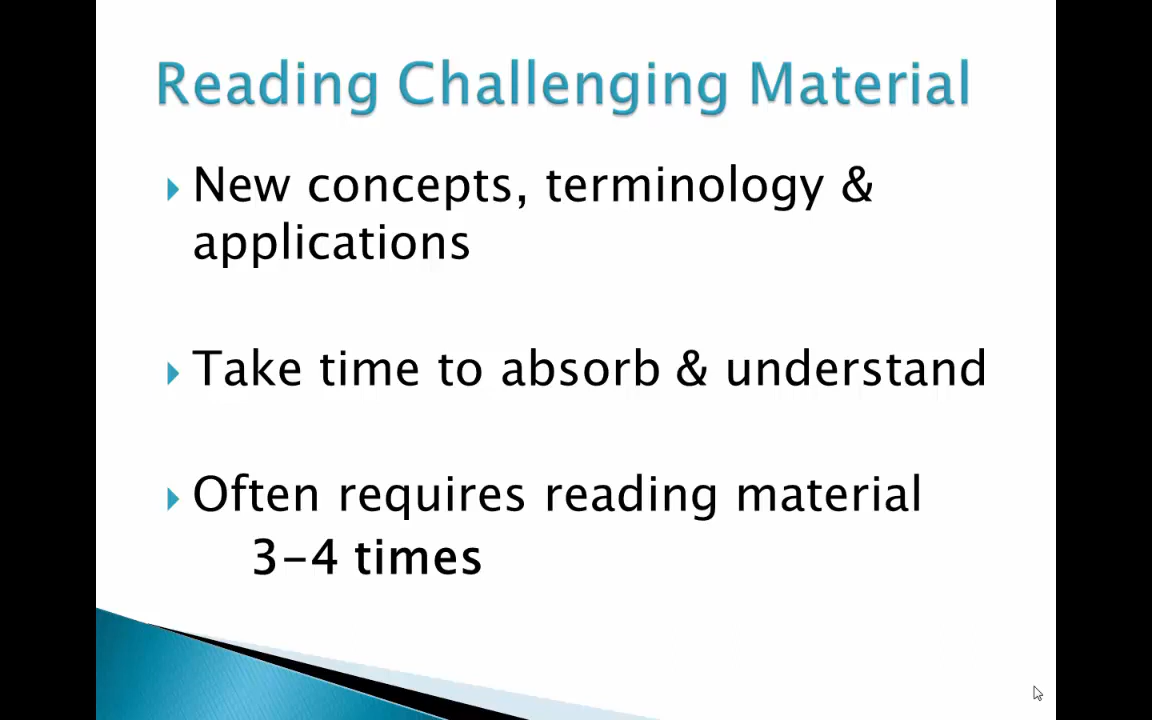 Reading Challenging Material
New concepts, terminology &
applications
Take time to absorb & understand
Often requires reading material
3-4 times